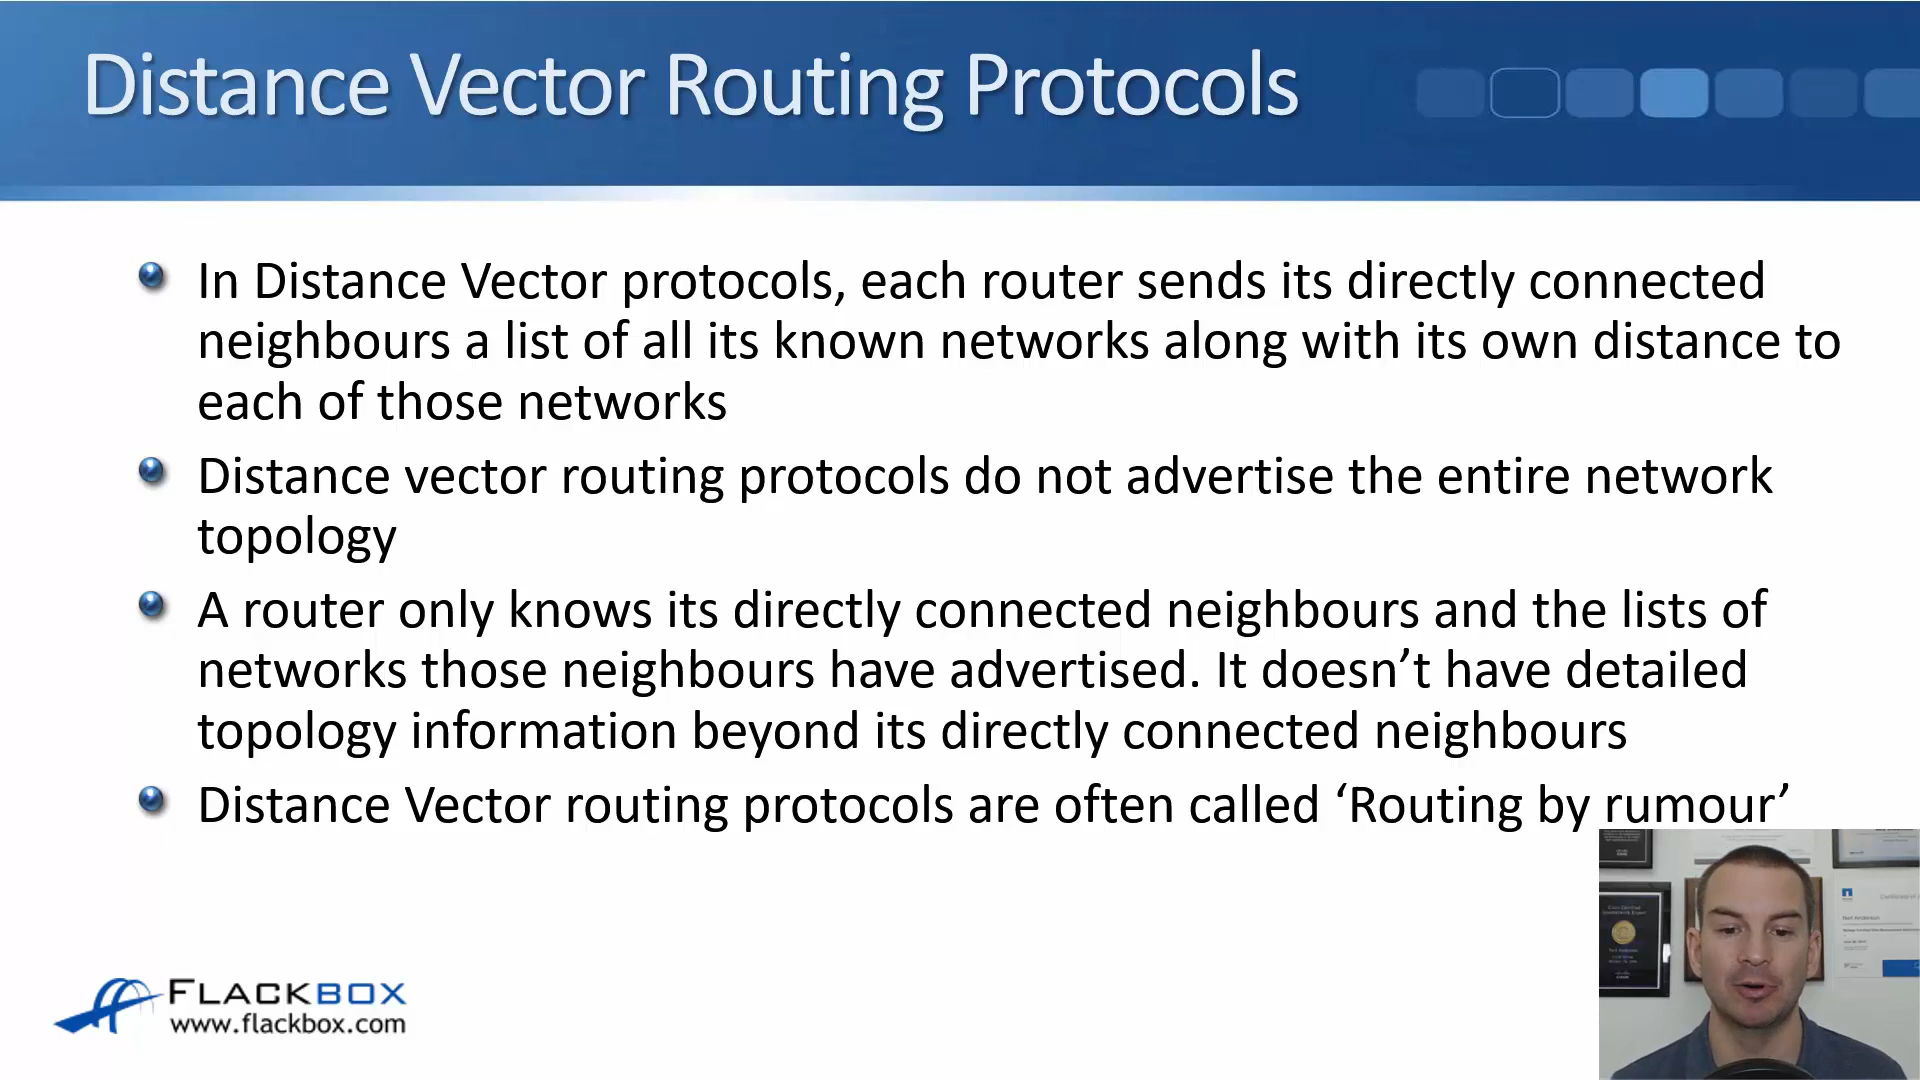 Distance Vector Routing Protocols
In Distance Vector protocols, each router sends its directly connected
neighbours a list of all its known networks along with its own distance to
each of those networks
Distance vector routing protocols do not advertise the entire network
topology
A router only knows its directly connected neighbours and the lists of
networks those neighbours have advertised. It doesn’t have detailed
topology information beyond its directly connected neighbours
Distance Vector routing protocols are often called ‘Routing by rumour’
FLACKBOX
www.flackbox.com